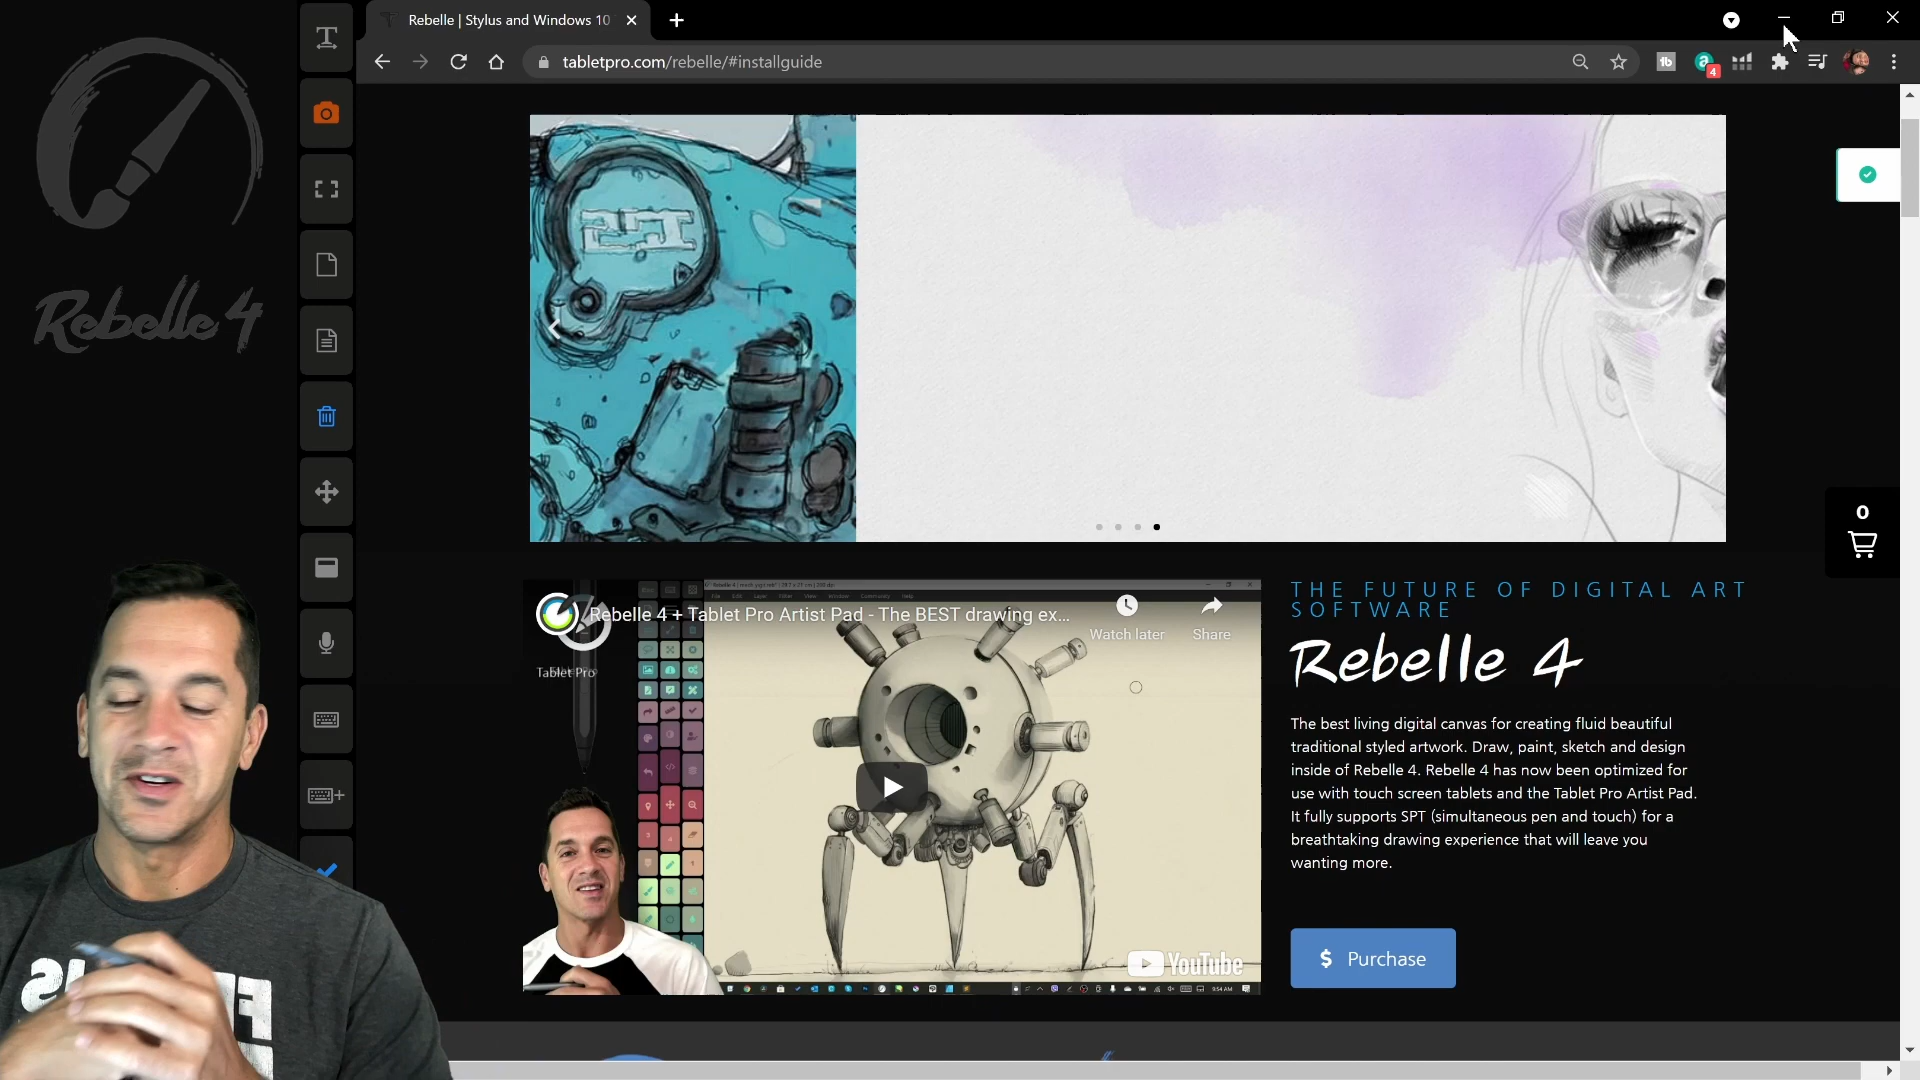 Rebelle | Stylus and Windows 10
tabletpro.com/rebelle/#installguide
4
Rebelle 4
0
Rebelle 4 + Tablet Pro Artist Pad - The BEST drawing ex...
Watch later
Share
Tablet Pro
YouTube
9:54 AM
THE FUTURE OF DIGITAL ART
SOFTWARE
Rebelle 4
The best living digital canvas for creating fluid beautiful
traditional styled artwork. Draw, paint, sketch and design
inside of Rebelle 4. Rebelle 4 has now been optimized for
use with touch screen tablets and the Tablet Pro Artist Pad.
It fully supports SPT (simultaneous pen and touch) for a
breathtaking drawing experience that will leave you
wanting more.
$ Purchase